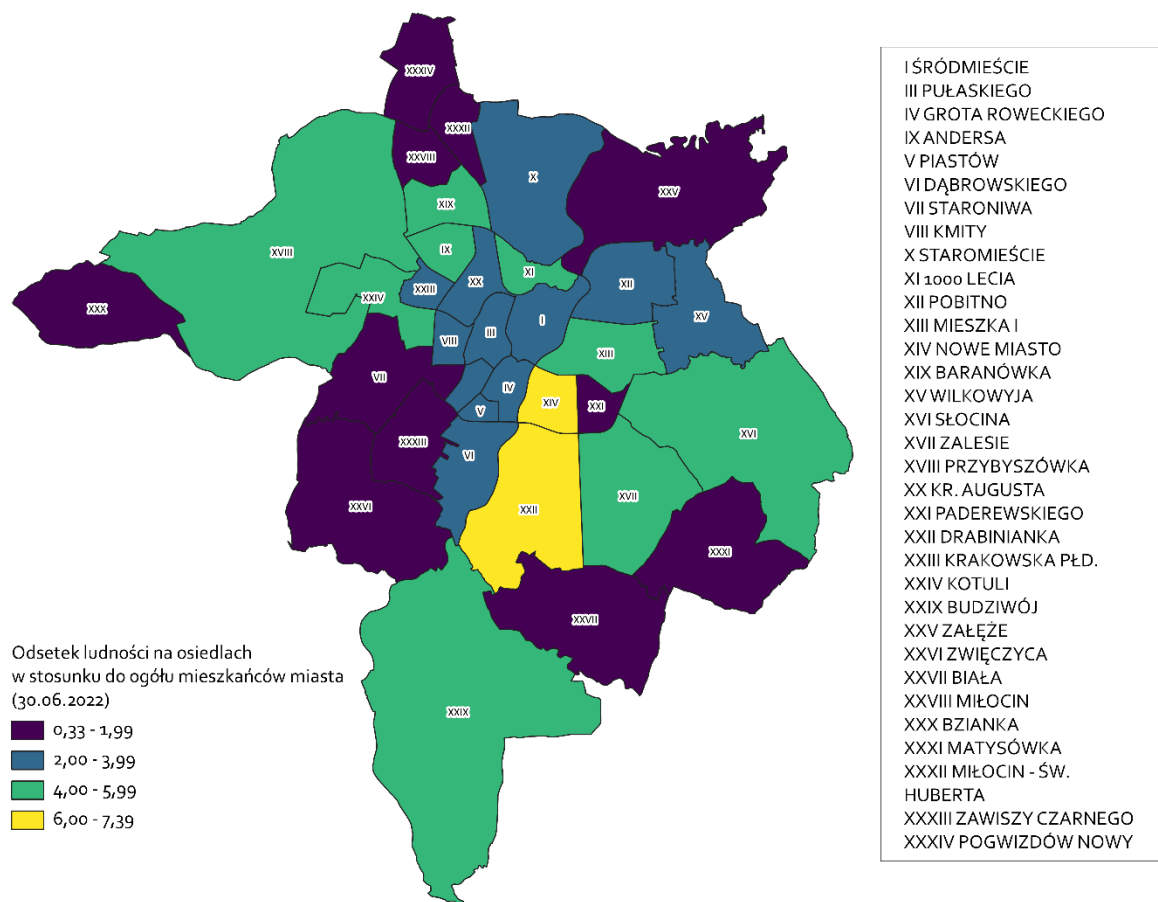 XXXIV
XXXII
XXVIII
X
XXV
XIX
IX
XI
XVIII
XX
XII
XXIII
XXIV
XXX
I
XV
III
VIII
XIII
VII
IV
XIV
XXI
V
XVI
XXXIII
VI
XVII
XXVI
XXII
XXXI
XXVII
XXIX
Odsetek ludności na osiedlach
w stosunku do ogółu mieszkańców miasta
(30.06.2022)
0,33 - 1,99
2,00 - 3,99
4,00 - 5,99
6,00 - 7,39
I ŚRÓDMIEŚCIE
III PUŁASKIEGO
IV GROTA ROWECKIEGO
IX ANDERSA
V PIASTÓW
VI DĄBROWSKIEGO
VII STARONIWA
VIII KMITY
X STAROMIEŚCIE
XI 1000 LECIA
XII POBITNO
XIII MIESZKA I
XIV NOWE MIASTO
XIX BARANÓWKA
XV WILKOWYJA
XVI SŁOCINA
XVII ZALESIE
XVIII PRZYBYSZÓWKA
XX KR. AUGUSTA
XXI PADEREWSKIEGO
XXII DRABINIANKA
XXIII KRAKOWSKA PŁD.
XXIV KOTULI
XXIX BUDZIWÓJ
XXV ZAŁĘŻE
XXVI ZWIĘCZYCA
XXVII BIAŁA
XXVIII MIŁOCIN
XXX BZIANKA
XXXI MATYSÓWKA
XXXII MIŁOCIN - ŚW.
HUBERTA
XXXIII ZAWISZY CZARNEGO
XXXIV POGWIZDÓW NOWY